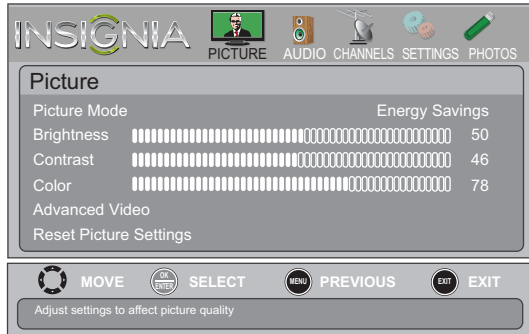 INSIGNIA
PICTURE AUDIO CHANNELS SETTINGS PHOTOS
Picture
Picture Mode Energy Savings
Brightness 50
Contrast 46
Color 78
Advanced Video
Reset Picture Settings
MOVE OK ENTER SELECT MENU PREVIOUS EXIT EXIT
Adjust settings to affect picture quality